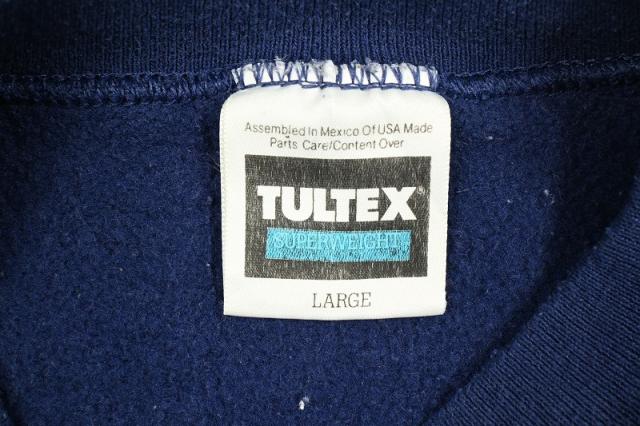 Assembled In Mexico Of USA Made
Parts Care/Content Over
TULTEX®
SUPERWEIGHT
LARGE